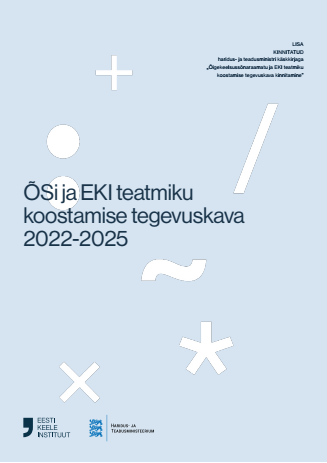 LISA
KINNITATUD
haridus- ja teadusministri käskkirjaga
„Õigekeelsussõnaraamatu ja EKI teatmiku
koostamise tegevuskava kinnitamine"
ÕSi ja EKI teatmiku
koostamise tegevuskava
2022-2025
EESTI
KEELE
INSTITUUT
HARIDUS- JA
TEADUSMINISTEERIUM